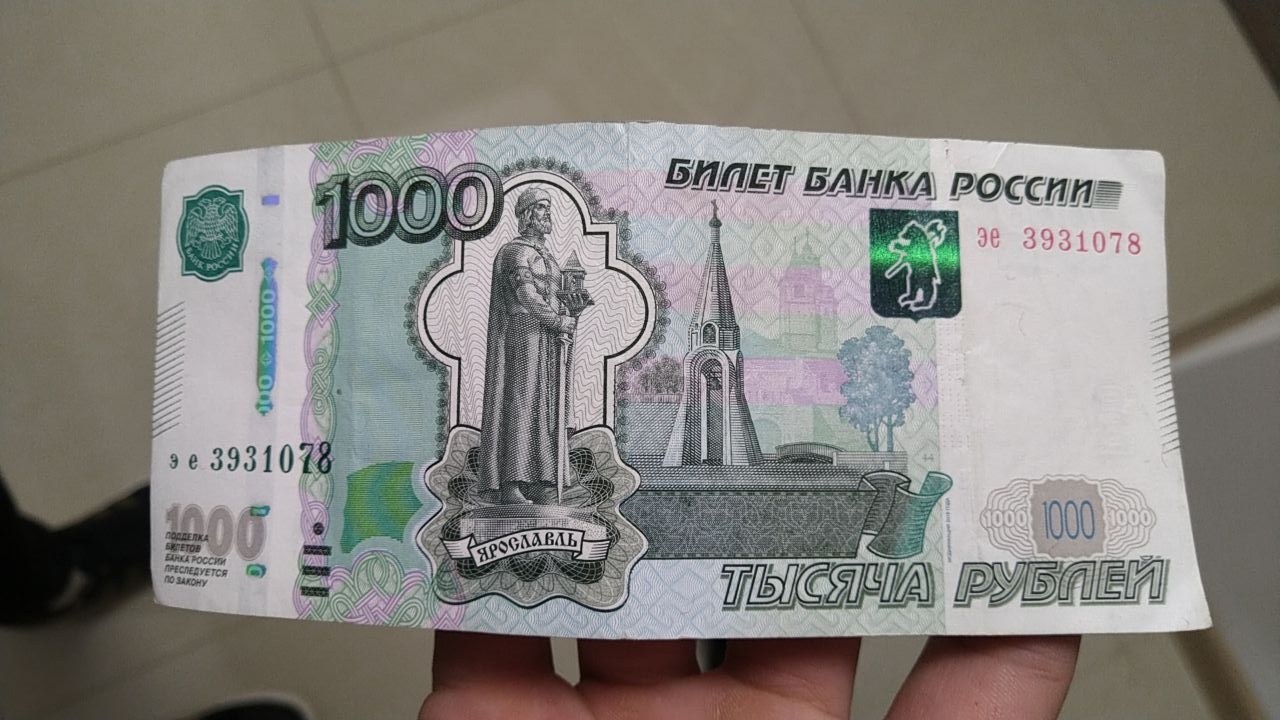 БИЛЕТ БАНКА РОССИИ
1000
БАНК РОССИИ
эе 3931078
1000
эе 3931078
1000
ПОДДЕЛКА
БИЛЕТОВ
БАНКА РОССИИ
ПРЕСЛЕДУЕТСЯ
ПО ЗАКОНУ
ЯРОСЛАВЛЬ
1000 1000 1000
ТЫСЯЧА РУБЛЕЙ